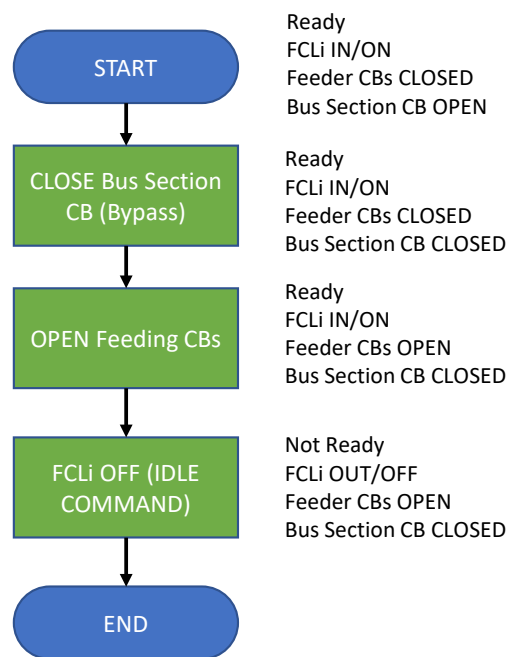 START
Ready
FCLi IN/ON
Feeder CBs CLOSED
Bus Section CB OPEN
CLOSE Bus Section
CB (Bypass)
Ready
FCLi IN/ON
Feeder CBs CLOSED
Bus Section CB CLOSED
OPEN Feeding CBs
Ready
FCLi IN/ON
Feeder CBs OPEN
Bus Section CB CLOSED
FCLi OFF (IDLE
COMMAND)
Not Ready
FCLi OUT/OFF
Feeder CBs OPEN
Bus Section CB CLOSED
END